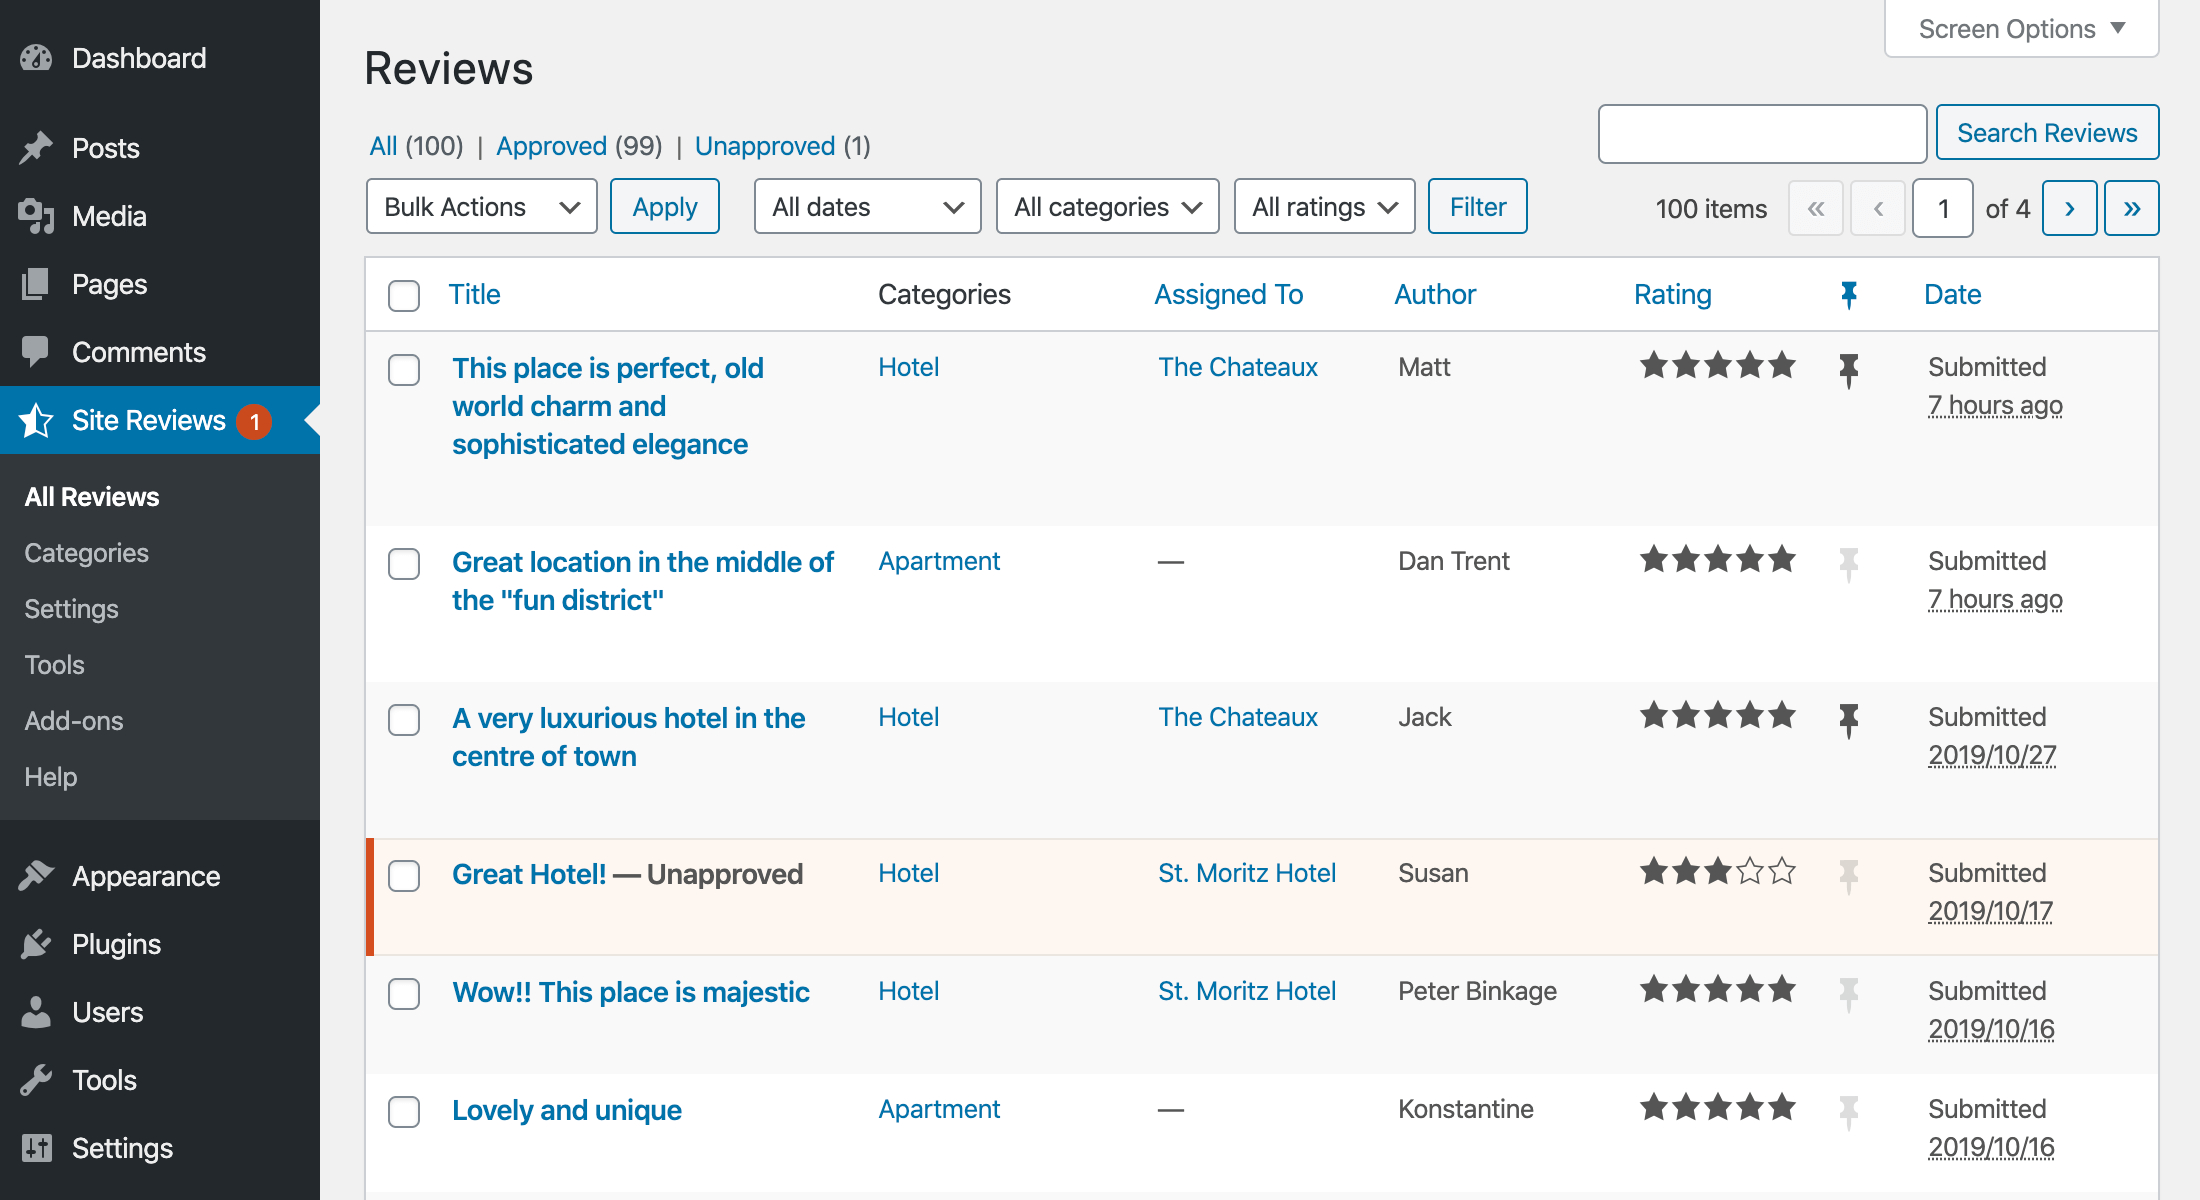 Dashboard
Posts
Media
Pages
Comments
Site Reviews 1
All Reviews
Categories
Settings
Tools
Add-ons
Help
Appearance
Plugins
Users
Tools
Settings
Screen Options ▼
Reviews
All (100) | Approved (99) | Unapproved (1)
Search Reviews
Bulk Actions Apply All dates All categories All ratings Filter 100 items « ‹ 1 of 4 › »
Title Categories Assigned To Author Rating Date
This place is perfect, old Hotel The Chateaux Matt ★★★★★ Submitted
world charm and 7 hours ago
sophisticated elegance
Great location in the middle of Apartment — Dan Trent ★★★★★ Submitted
the "fun district" 7 hours ago
A very luxurious hotel in the Hotel The Chateaux Jack ★★★★★ Submitted
centre of town 2019/10/27
Great Hotel! — Unapproved Hotel St. Moritz Hotel Susan ★★★☆☆ Submitted
2019/10/17
Wow!! This place is majestic Hotel St. Moritz Hotel Peter Binkage ★★★★★ Submitted
2019/10/16
Lovely and unique Apartment — Konstantine ★★★★★ Submitted
2019/10/16